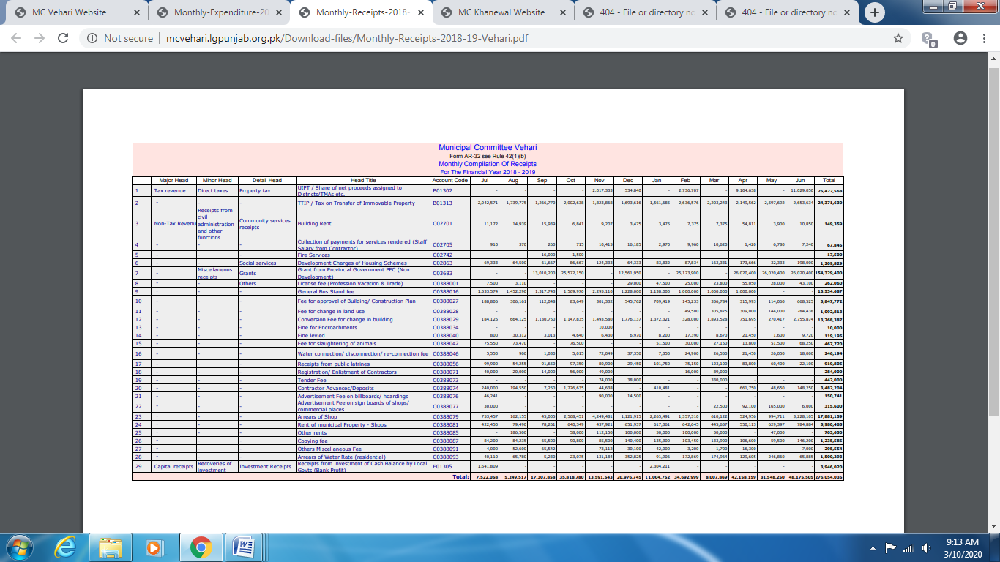 MC Vehari Website
Monthly-Expenditure-20
Monthly-Receipts-2018-
MC Khanewal Website
404 - File or directory no
404 - File or directory no
Not secure mcvehari.lgpunjab.org.pk/Download-files/Monthly-Receipts-2018-19-Vehari.pdf
Municipal Committee Vehari
Form AR-32 see Rule 42(1)(b)
Monthly Compilation Of Receipts
For The Financial Year 2018 - 2019
Major Head Minor Head Detail Head Head Title Account Code Jul Aug Sep Oct Nov Dec Jan Feb Mar Apr May Jun Total
1 Tax revenue Direct taxes Property tax UIPT / Share of net proceeds assigned to Districts/TMAs etc. B01302 - - - - 2,017,333 534,840 - 2,736,707 - 9,104,638 - 11,029,050 25,422,568
2 - - - TTIP / Tax on Transfer of Immovable Property B01313 2,042,571 1,739,775 1,266,770 2,002,638 1,823,868 1,693,616 1,561,685 2,636,576 2,203,243 2,149,562 2,597,692 2,653,634 24,371,630
3 Non-Tax Revenu Receipts from civil administration and other functions Community services receipts Building Rent C02701 11,172 14,939 15,939 6,841 9,207 3,475 3,475 7,375 7,375 54,811 3,900 10,850 149,359
4 - - - Collection of payments for services rendered (Staff Salary from Contractor) C02705 910 370 260 715 10,415 16,185 2,970 9,960 10,620 1,420 6,780 7,240 67,845
5 - - - Fire Services C02742 - - 16,000 1,500 - - - - - - - - 17,500
6 - - Social services Development Charges of Housing Schemes C02863 69,333 64,500 61,667 86,667 124,333 64,333 83,832 87,834 163,331 173,666 32,333 198,000 1,209,829
7 - Miscellaneous receipts Grants Grant from Provincial Government PFC (Non Development) C03683 - - 13,010,200 25,572,150 - 12,561,950 - 25,123,900 - 26,020,400 26,020,400 26,020,400 154,329,400
8 - - Others License fee (Profession Vacation & Trade) C0388001 7,500 3,110 - - - 29,000 47,500 25,000 23,800 55,050 28,000 43,100 262,060
9 - - - General Bus Stand fee C0388016 1,533,574 1,452,290 1,317,743 1,569,970 2,295,110 1,228,000 1,138,000 1,000,000 1,000,000 1,000,000 - - 13,534,687
10 - - - Fee for approval of Building/ Construction Plan C0388027 188,806 306,161 112,048 83,649 301,332 545,762 709,419 145,233 356,784 315,993 114,060 668,525 3,847,772
11 - - - Fee for change in land use C0388028 - - - - - - - 49,500 305,875 309,000 144,000 284,438 1,092,813
12 - - - Conversion Fee for change in building C0388029 184,125 664,125 1,130,750 1,147,835 1,493,580 1,776,137 1,372,321 328,000 1,893,528 751,695 270,417 2,755,874 13,768,387
13 - - - Fine for Encroachments C0388034 - - - - 10,000 - - - - - - - 10,000
14 - - - Fine levied C0388040 800 30,312 3,013 4,640 6,430 6,970 8,200 17,390 8,670 21,450 1,600 9,720 119,195
15 - - - Fee for slaughtering of animals C0388042 75,550 73,470 - 76,500 - - 51,500 30,000 27,150 13,800 51,500 68,250 467,720
16 - - - Water connection/ disconnection/ re-connection fee C0388046 5,550 900 1,030 5,015 72,049 37,350 7,350 24,900 26,550 21,450 26,050 18,000 246,194
17 - - - Receipts from public latrines C0388056 99,900 54,255 91,650 97,350 80,900 29,450 101,750 75,150 123,100 83,800 60,400 22,100 919,805
18 - - - Registration/ Enlistment of Contractors C0388071 40,000 20,000 14,000 56,000 49,000 - - 16,000 89,000 - - - 284,000
19 - - - Tender Fee C0388073 - - - - 74,000 38,000 - - 330,000 - - - 442,000
20 - - - Contractor Advances/Deposits C0388074 240,000 194,550 7,250 1,726,635 44,638 - 410,481 - - 661,750 48,650 148,250 3,482,204
21 - - - Advertisement Fee on billboards/ hoardings C0388076 46,241 - - - 90,000 14,500 - - - - - - 150,741
22 - - - Advertisement Fee on sign boards of shops/ commercial places C0388077 30,000 - - - - - - - 22,500 92,100 165,000 6,000 315,600
23 - - - Arrears of Shop C0388079 753,457 162,155 45,005 2,568,451 4,249,481 1,121,915 2,265,491 1,357,310 610,122 524,956 994,711 3,228,105 17,881,159
24 - - - Rent of municipal Property - Shops C0388081 422,450 79,490 78,261 640,349 437,921 651,937 617,361 642,645 445,657 550,113 629,397 784,884 5,980,465
25 - - - Other rents C0388085 - 186,500 - 58,000 112,150 100,000 50,000 100,000 50,000 - 47,000 - 703,650
26 - - - Copying fee C0388087 84,200 84,235 65,500 90,800 85,500 140,400 135,300 103,450 133,900 106,600 59,500 146,200 1,235,585
27 - - - Others Miscellaneous Fee C0388091 4,000 52,600 65,542 - 73,112 30,100 42,000 3,200 1,700 16,300 - 7,000 295,554
28 - - - Arrears of Water Rate (residential) C0388093 40,110 65,780 5,230 23,075 131,184 352,825 91,906 172,869 174,964 129,605 246,860 65,885 1,500,293
29 Capital receipts Recoveries of investment Investment Receipts Receipts from investment of Cash Balance by Local Govts (Bank Profit) E01305 1,641,809 - - - - - 2,304,211 - - - - - 3,946,020
Total: 7,522,058 5,249,517 17,307,858 35,818,780 13,591,543 20,976,745 11,004,752 34,692,999 8,007,869 42,158,159 31,548,250 48,175,505 276,054,035
9:13 AM
3/10/2020